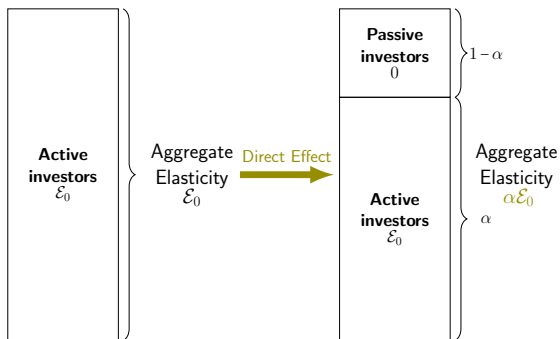 Active
investors
ℰ₀
Aggregate
Elasticity
ℰ₀
Direct Effect
Passive
investors
0
1−α
Active
investors
ℰ₀
α
Aggregate
Elasticity
αℰ₀